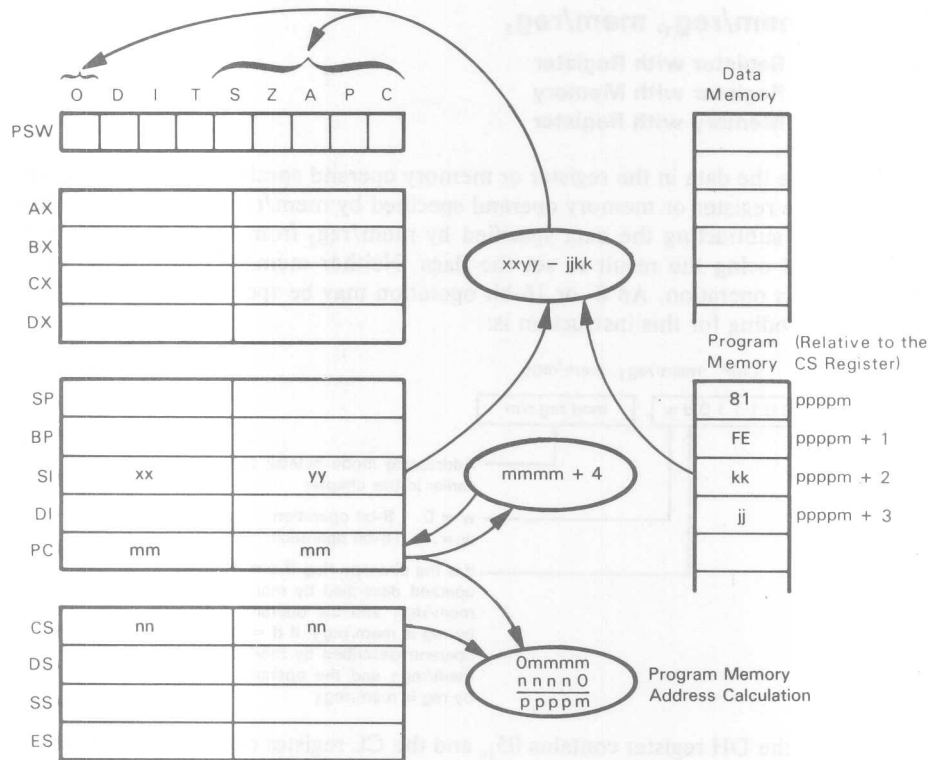 O D I T S Z A P C
PSW
AX
BX
CX
DX
SP
BP
SI xx yy
DI
PC mm mm
CS nn nn
DS
SS
ES
xxyy – jjkk
mmmm + 4
0mmmm
nnnn0
ppppm
Program Memory
Address Calculation
Data
Memory
Program (Relative to the
Memory CS Register)
81 ppppm
FE ppppm + 1
kk ppppm + 2
jj ppppm + 3